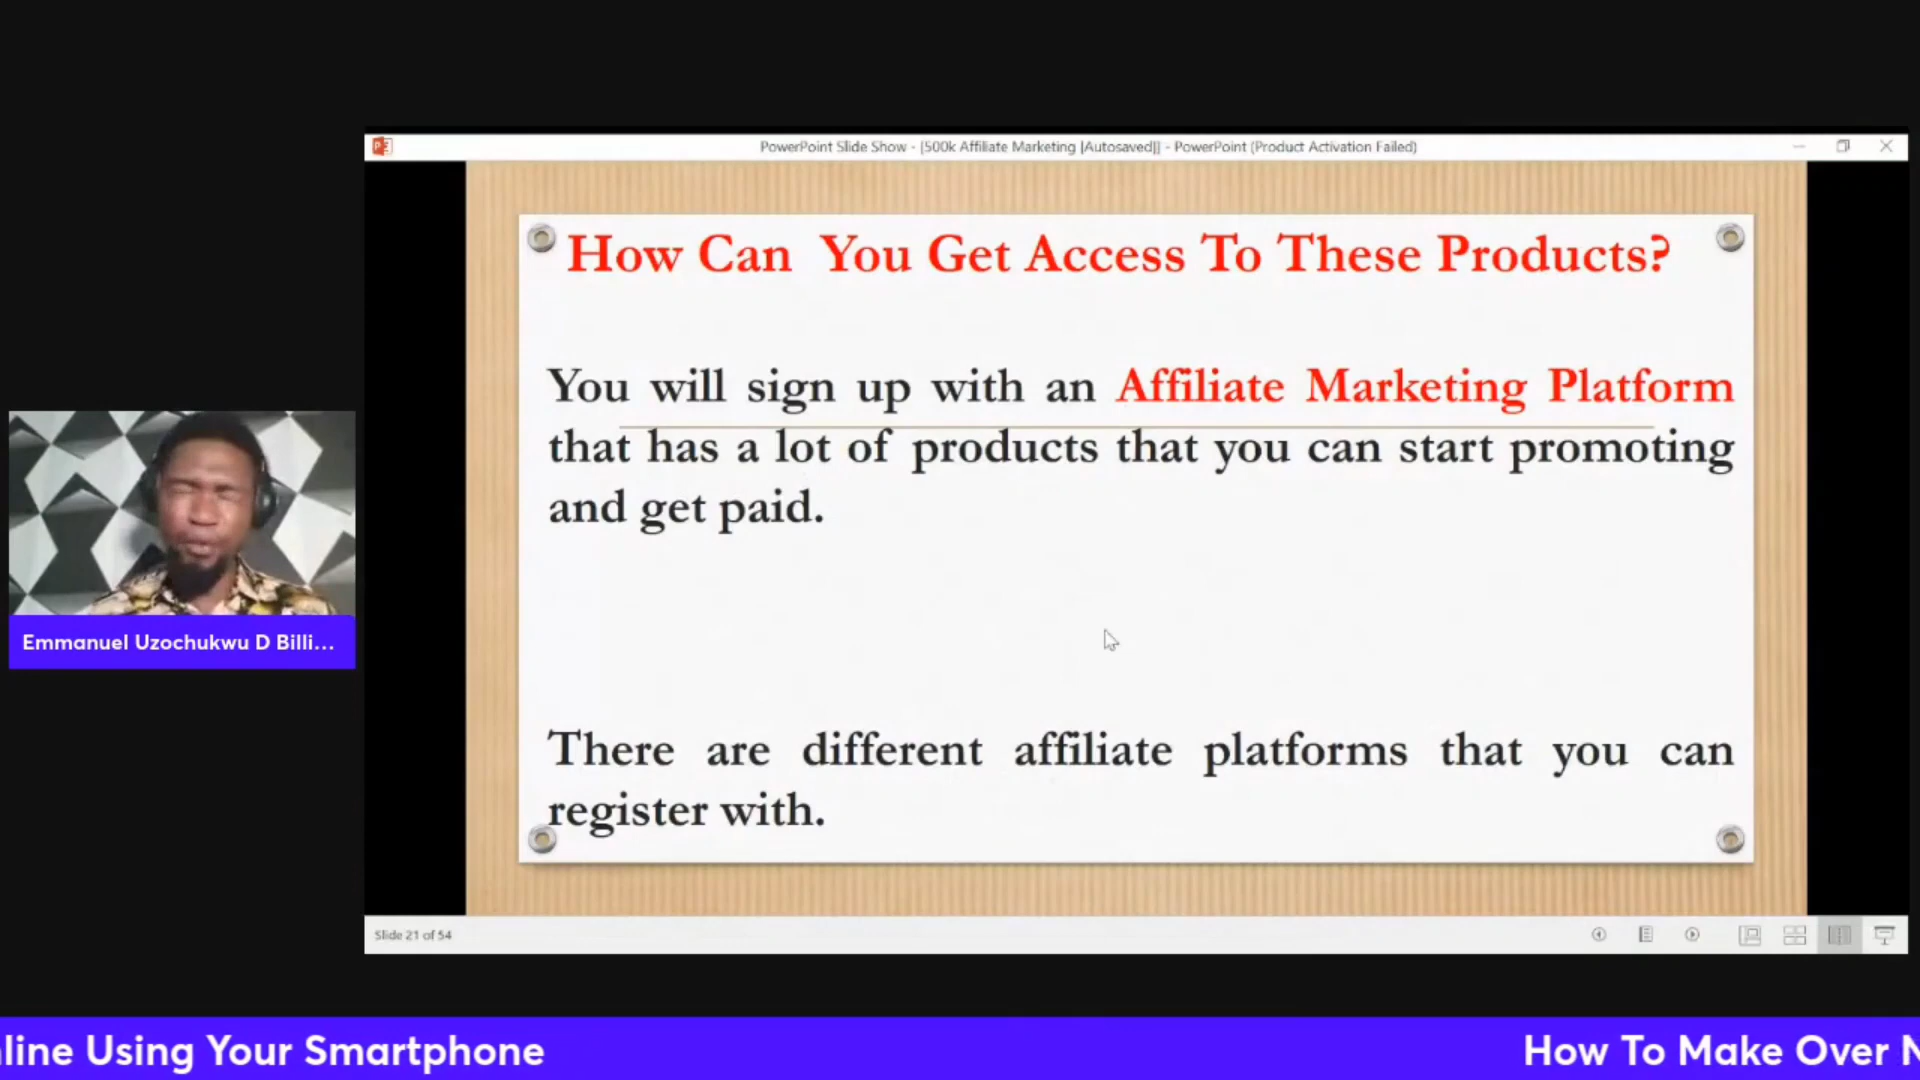 PowerPoint Slide Show - [500k Affiliate Marketing [Autosaved]] - PowerPoint (Product Activation Failed)
How Can You Get Access To These Products?
You will sign up with an Affiliate Marketing Platform
that has a lot of products that you can start promoting
and get paid.
There are different affiliate platforms that you can
register with.
Emmanuel Uzochukwu D Billi...
Slide 21 of 54
line Using Your Smartphone
How To Make Over